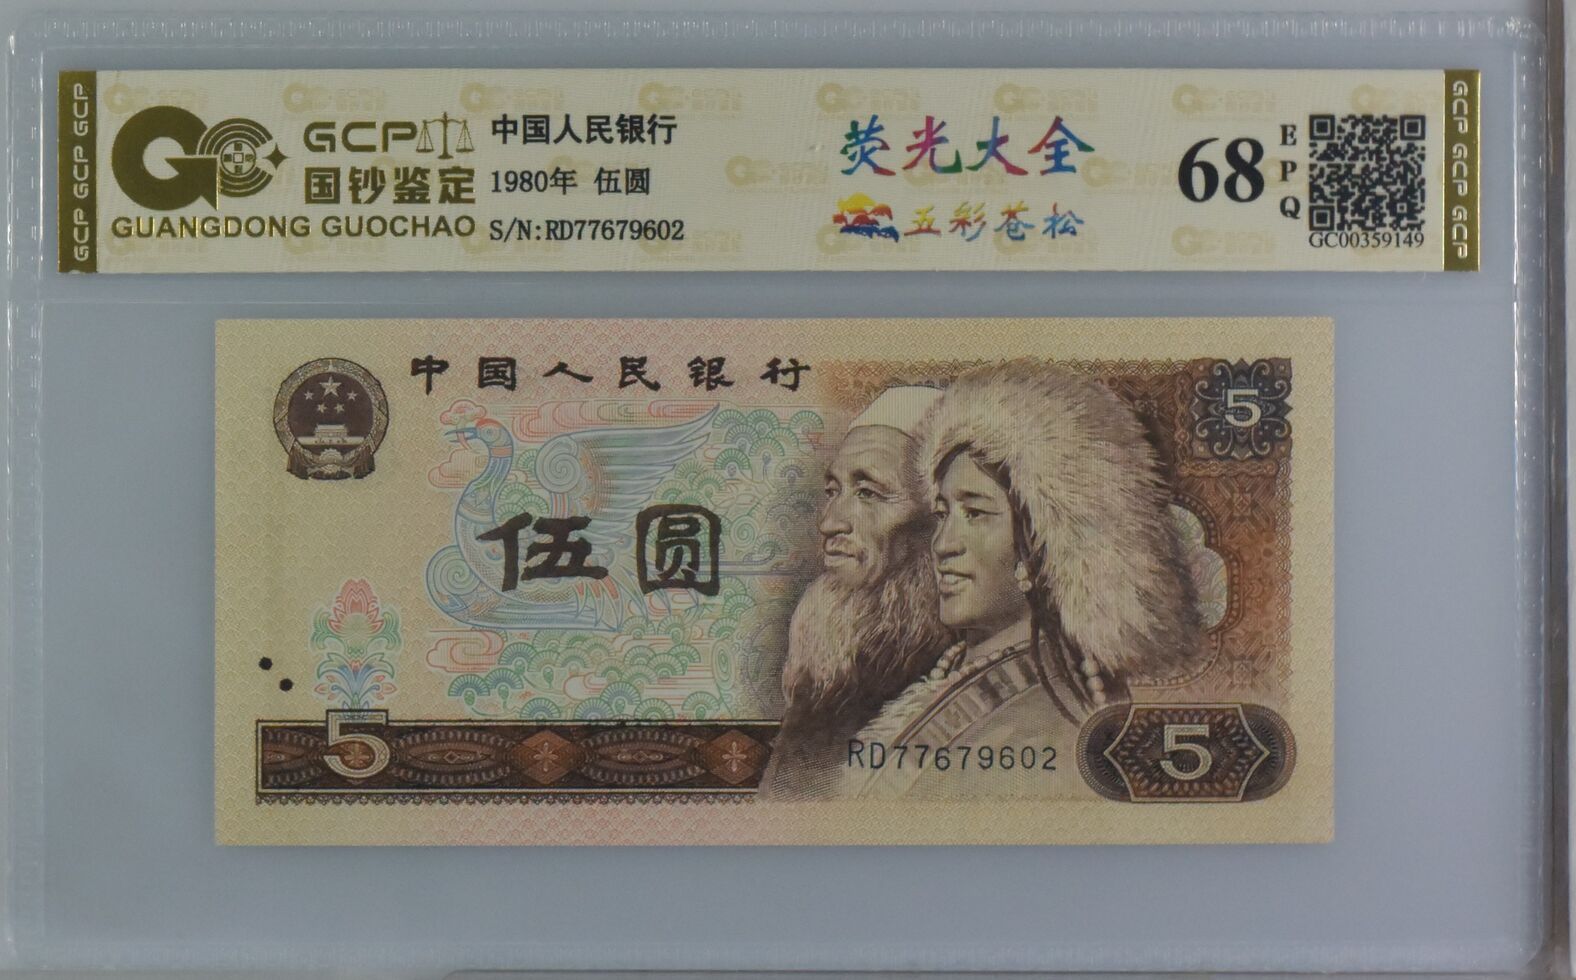 GCP GCP GCP
GCP
国钞鉴定
GUANGDONG GUOCHAO
中国人民银行
1980年 伍圆
S/N:RD77679602
荧光大全
五彩苍松
68
EPQ
GC00359149
GCP GCP GCP
中国人民银行
5
伍圆
5
RD77679602
5